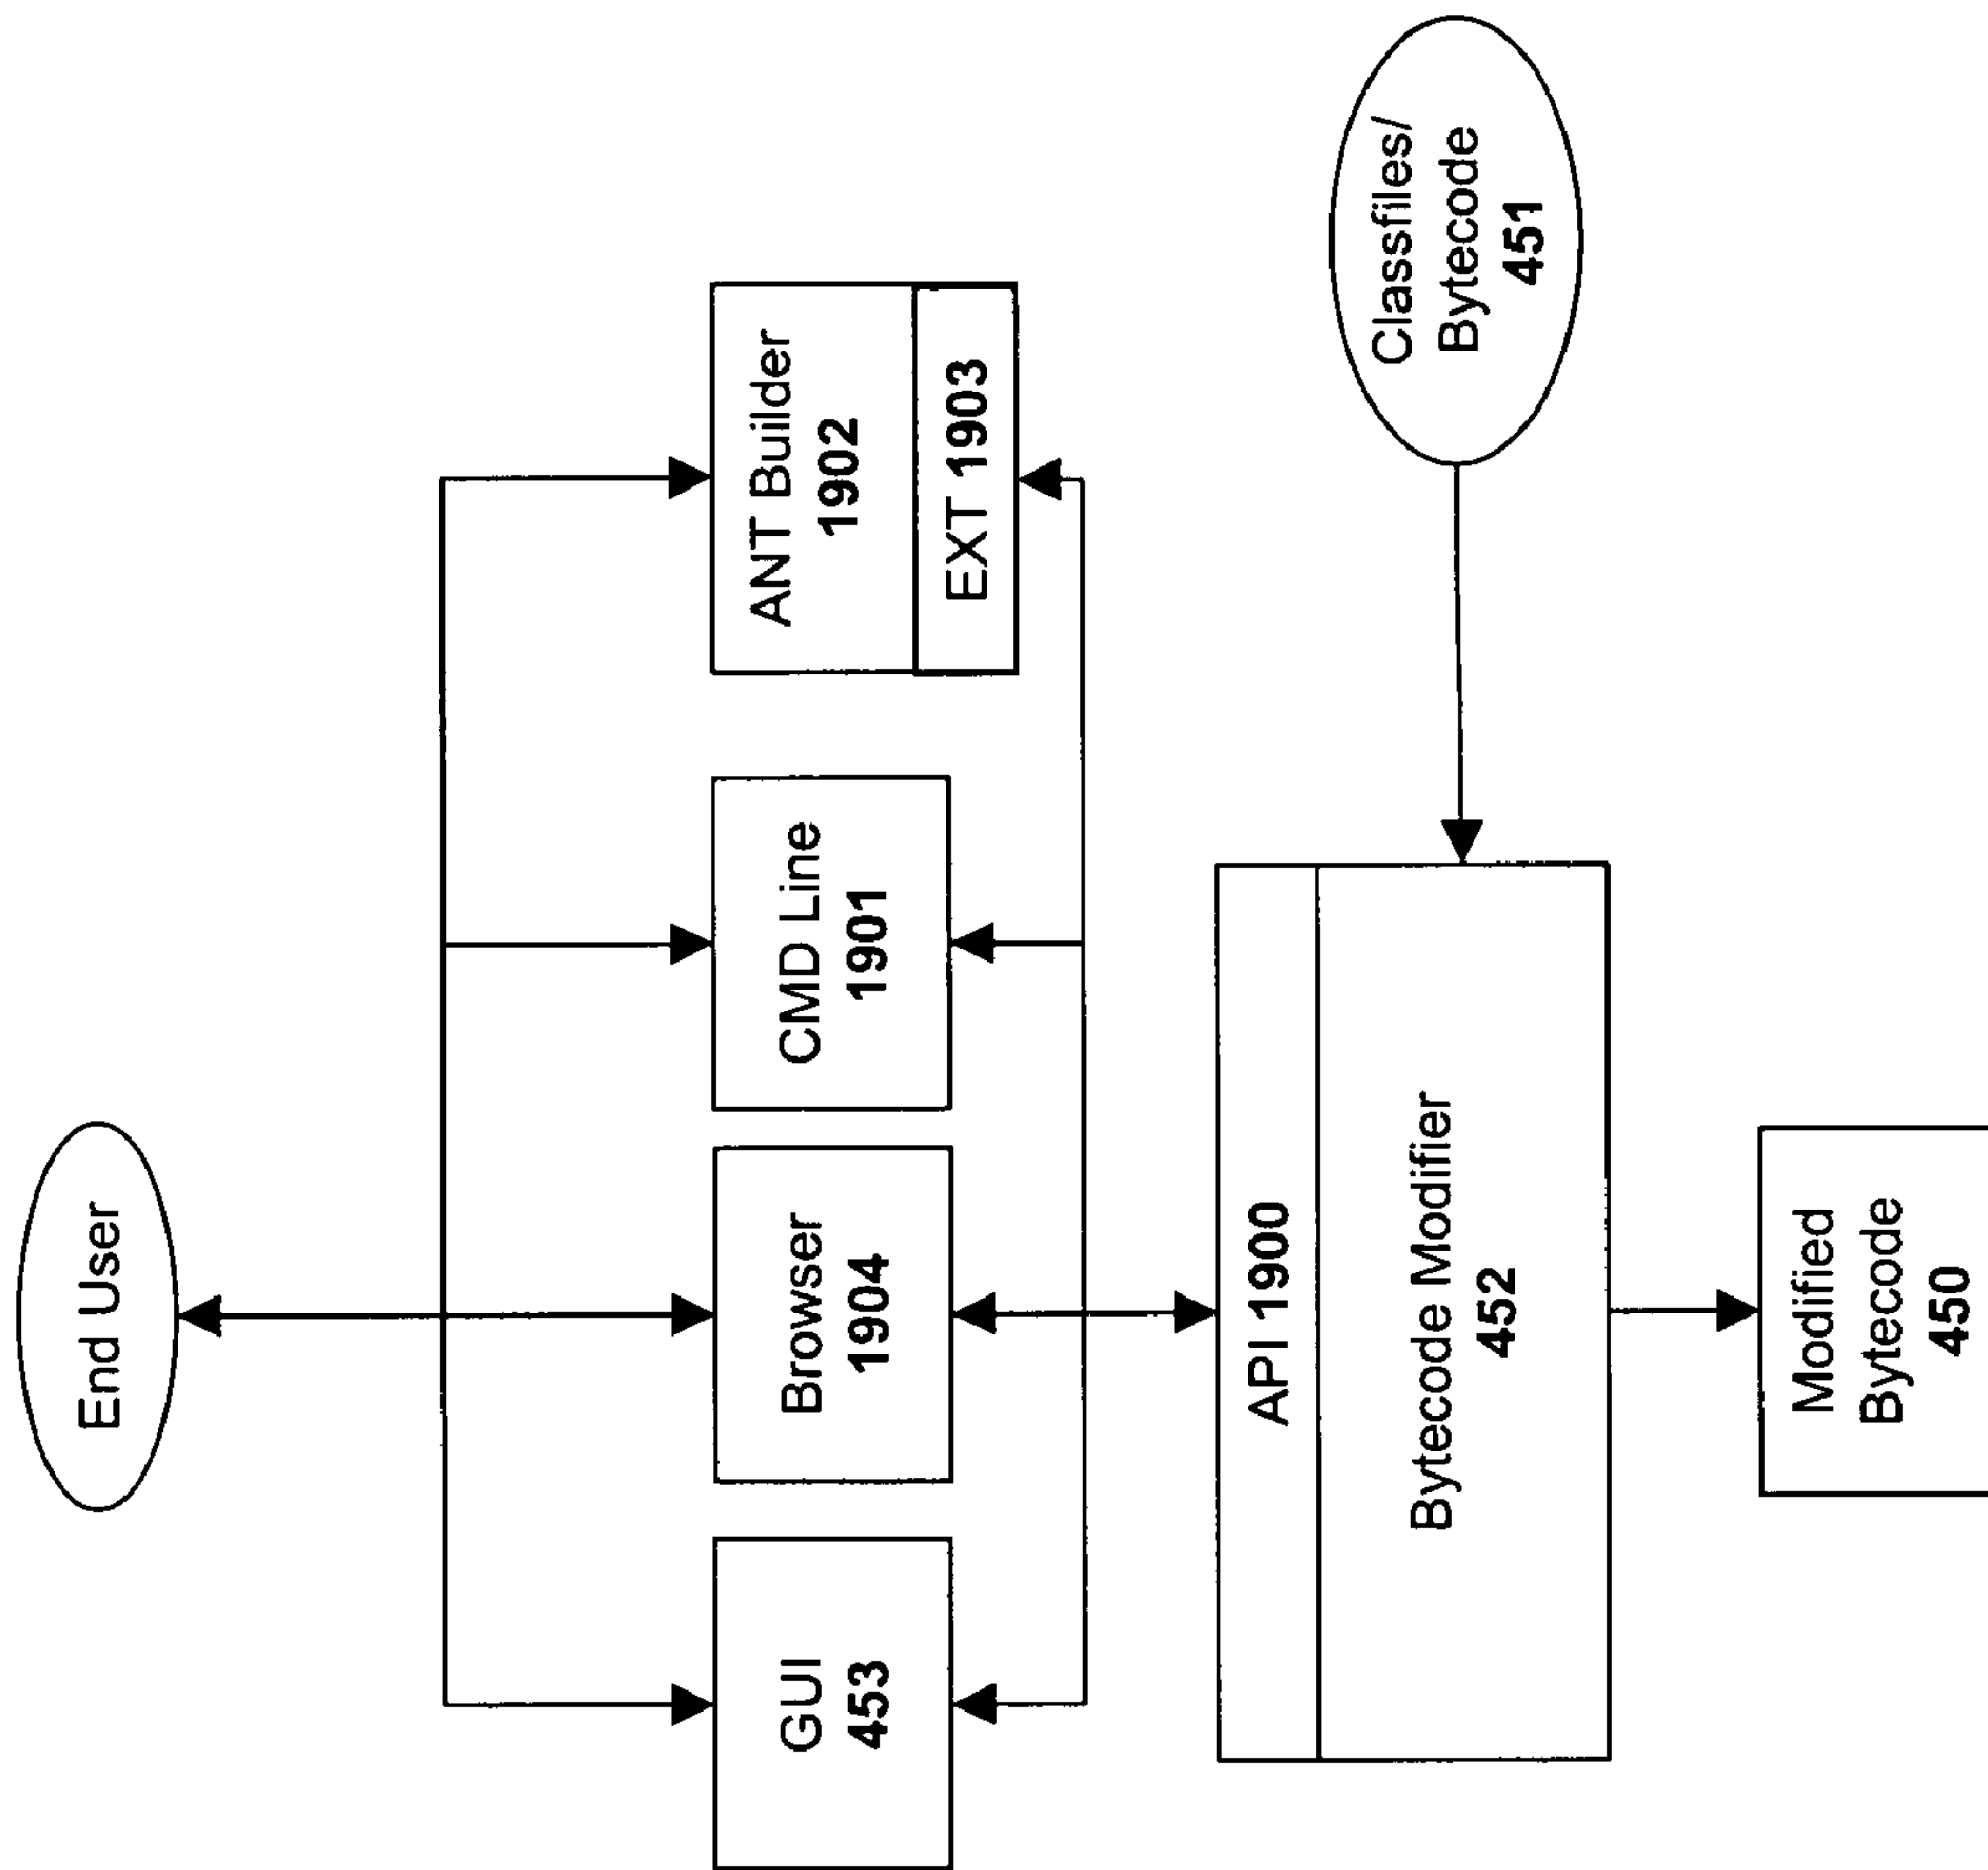 End User
GUI
453
Browser
1904
CMD Line
1901
ANT Builder
1902
EXT 1903
API 1900
Bytecode Modifier
452
Classfiles/
Bytecode
451
Modified
Bytecode
450